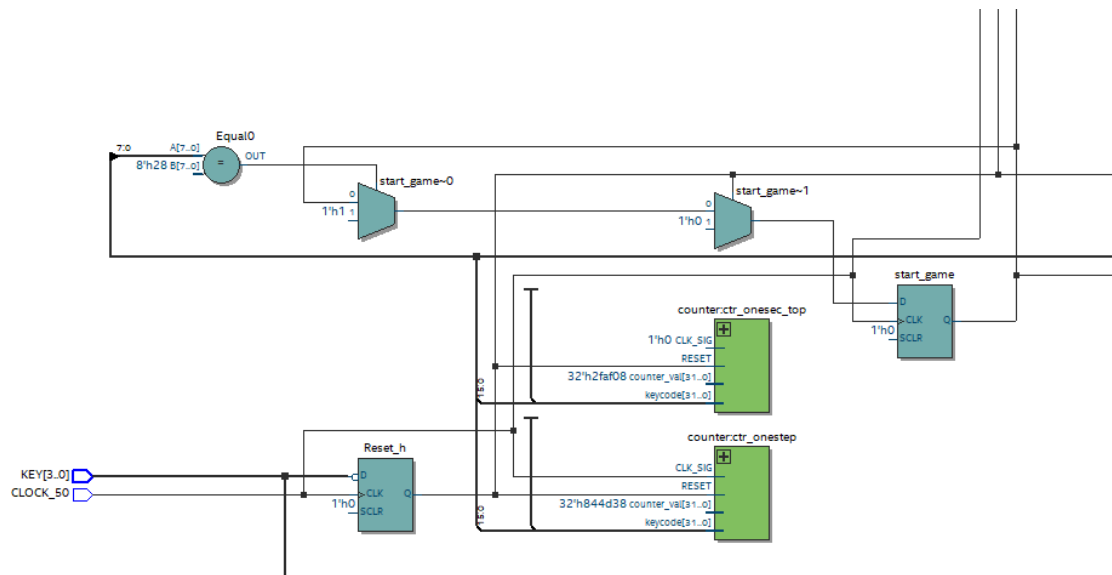 Equal0
7:0
A[7..0]
8'h28 B[7..0]
=
OUT
start_game~0
0
1'h1 1
start_game~1
0
1'h0 1
start_game
D
CLK
Q
1'h0
SCLR
counter:ctr_onesec_top
1'h0 CLK_SIG
RESET
32'h2faf08 counter_val[31..0]
keycode[31..0]
15:0
counter:ctr_onestep
CLK_SIG
RESET
32'h844d38 counter_val[31..0]
keycode[31..0]
15:0
Reset_h
KEY[3..0]
D
CLOCK_50
CLK
Q
1'h0
SCLR